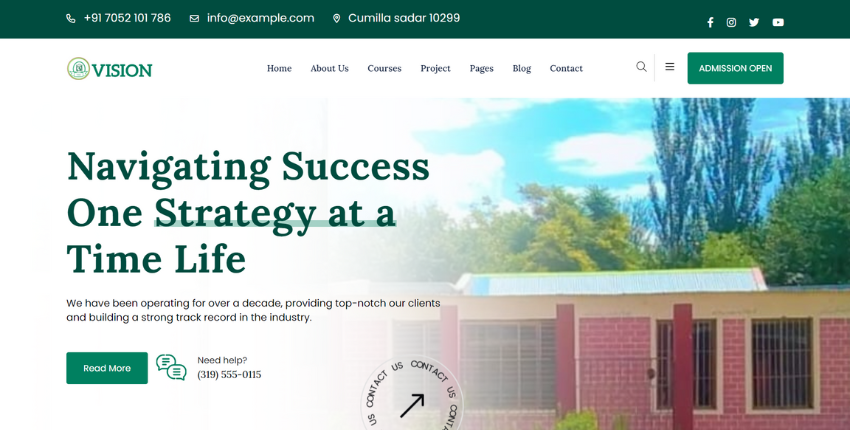 +91 7052 101 786 info@example.com Cumilla sadar 10299
VISION Home About Us Courses Project Pages Blog Contact ADMISSION OPEN
Navigating Success
One Strategy at a
Time Life
We have been operating for over a decade, providing top-notch our clients
and building a strong track record in the industry.
Read More
Need help?
(319) 555-0115
US CONTACT US CONTACT US CONTA